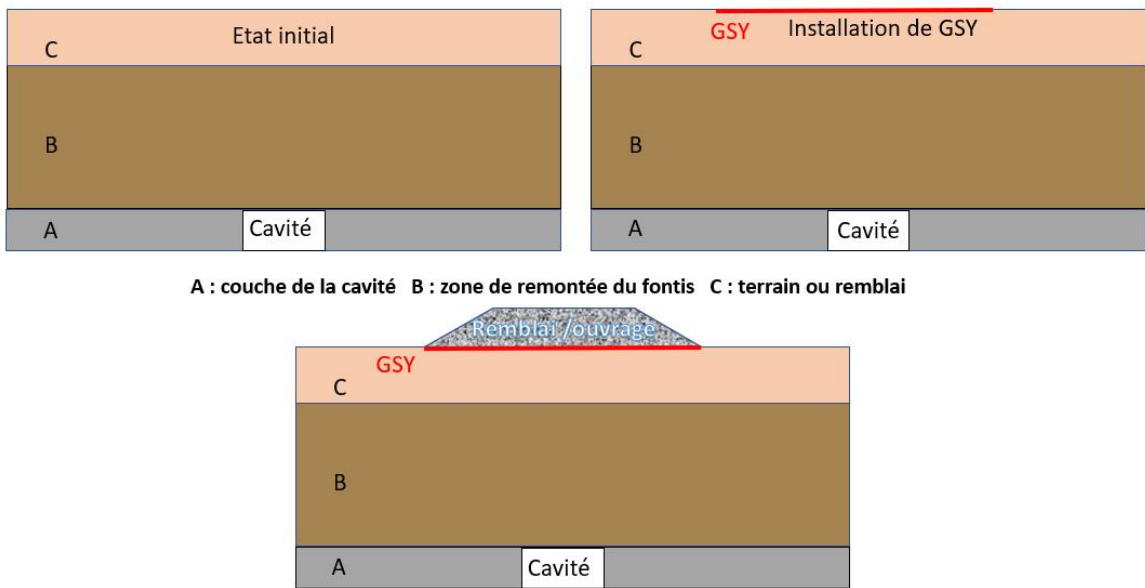 Etat initial
C
B
A
Cavité
GSY
Installation de GSY
C
B
A
Cavité
A : couche de la cavité B : zone de remontée du fontis C : terrain ou remblai
Remblai /ouvrage
GSY
C
B
A
Cavité